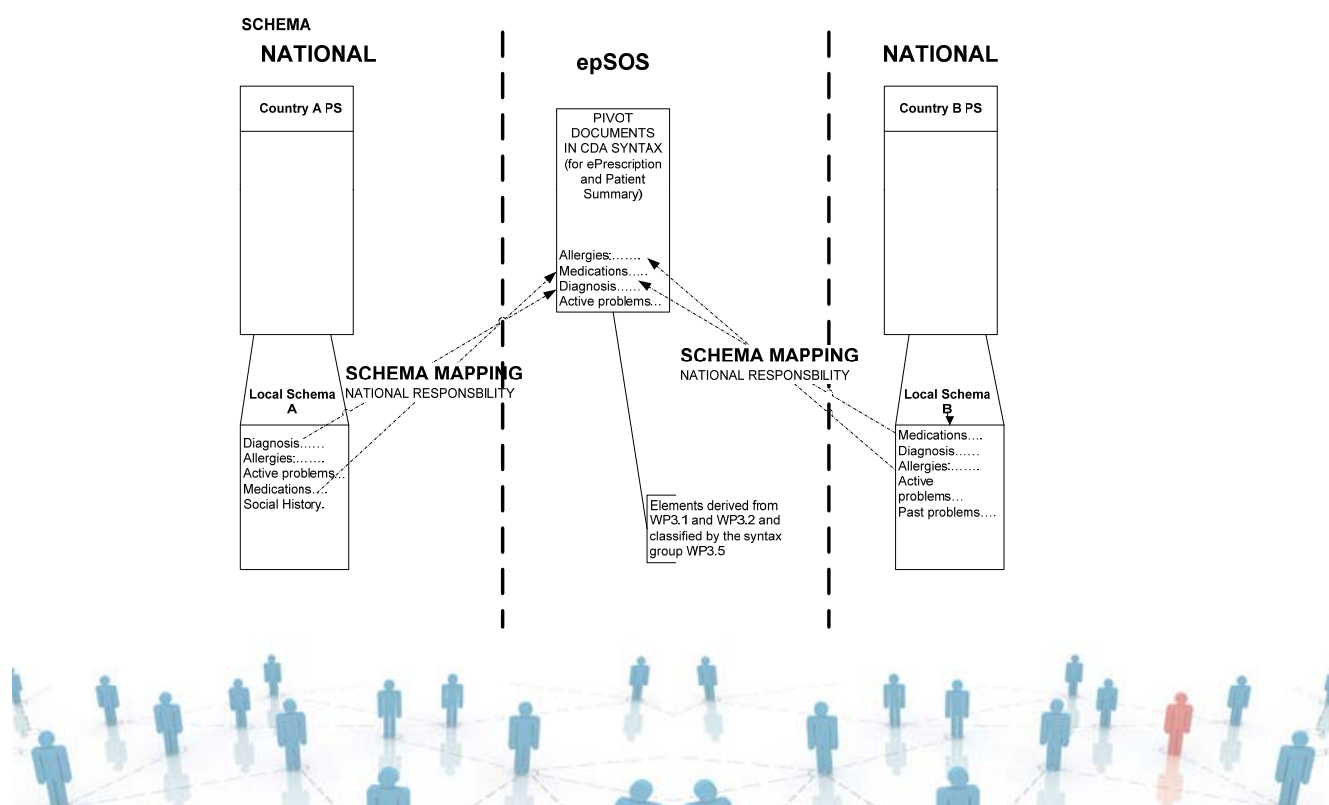 SCHEMA
NATIONAL
epSOS
NATIONAL
Country A PS
PIVOT
DOCUMENTS
IN CDA SYNTAX
(for ePrescription
and Patient
Summary)
Allergies:.......
Medications.....
Diagnosis......
Active problems...
Country B PS
SCHEMA MAPPING
NATIONAL RESPONSBILITY
SCHEMA MAPPING
NATIONAL RESPONSIBILITY
Local Schema
A
Diagnosis......
Allergies:.......
Active problems...
Medications....
Social History.
Elements derived from
WP3.1 and WP3.2 and
classified by the syntax
group WP3.5
Local Schema
B
Medications....
Diagnosis......
Allergies:.......
Active
problems...
Past problems....